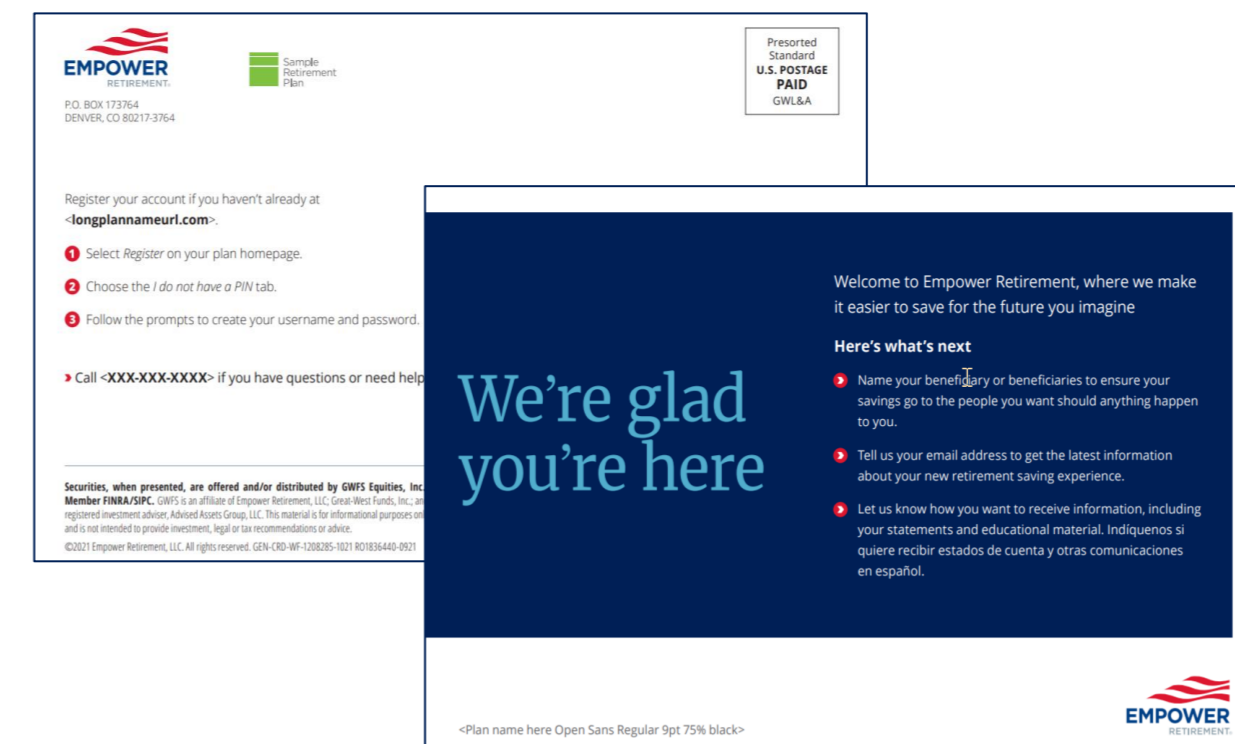 EMPOWER
RETIREMENT.
P.O. BOX 173764
DENVER, CO 80217-3764
Sample
Retirement
Plan
Presorted
Standard
U.S. POSTAGE
PAID
GWL&A
Register your account if you haven't already at
<longplannameurl.com>.
1 Select Register on your plan homepage.
2 Choose the I do not have a PIN tab.
3 Follow the prompts to create your username and password.
Call <XXX-XXX-XXXX> if you have questions or need help
Securities, when presented, are offered and/or distributed by GWFS Equities, Inc.
Member FINRA/SIPC. GWFS is an affiliate of Empower Retirement, LLC; Great-West Funds, Inc.; an
registered investment adviser, Advised Assets Group, LLC. This material is for informational purposes onl
and is not intended to provide investment, legal or tax recommendations or advice.
©2021 Empower Retirement, LLC. All rights reserved. GEN-CRD-WF-1208285-1021 RO1836440-0921
We're glad
you're here
Welcome to Empower Retirement, where we make
it easier to save for the future you imagine
Here's what's next
Name your beneficiary or beneficiaries to ensure your
savings go to the people you want should anything happen
to you.
Tell us your email address to get the latest information
about your new retirement saving experience.
Let us know how you want to receive information, including
your statements and educational material. Indíquenos si
quiere recibir estados de cuenta y otras comunicaciones
en español.
<Plan name here Open Sans Regular 9pt 75% black>
EMPOWER
RETIREMENT.